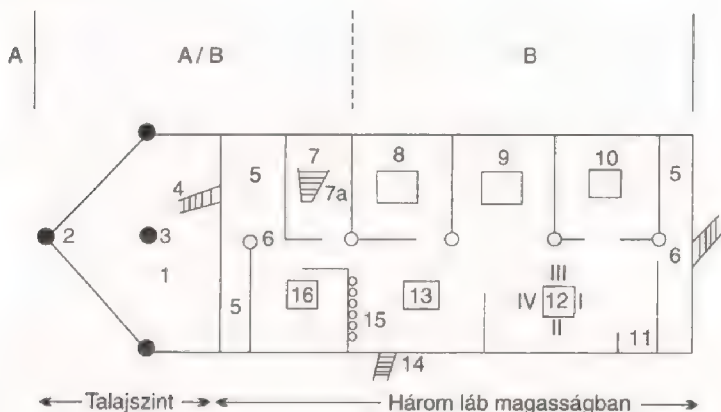 A A / B B
7 8 9 10
4 5 5
7a
2 3 6
6
1 III
16 13 IV 12 I
5 II
15 11
14
Talajszint Három láb magasságban